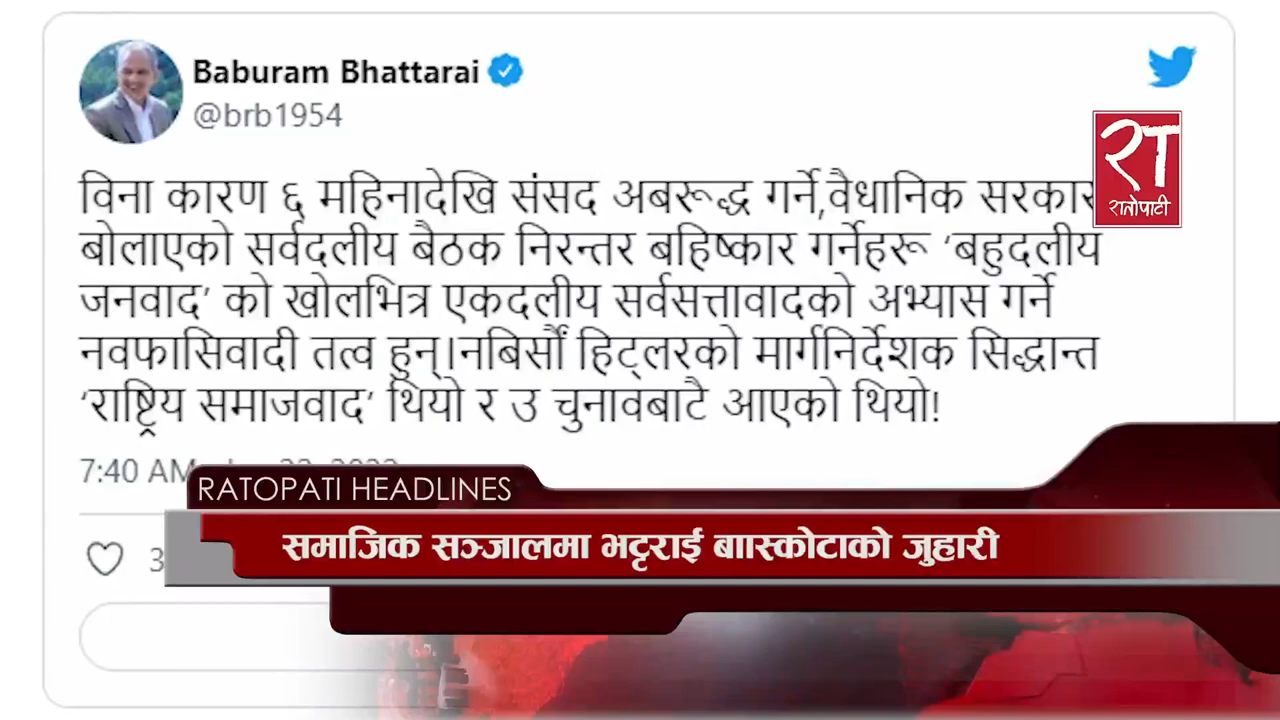 Baburam Bhattarai
@brb1954
रातोपाटी
विना कारण ६ महिनादेखि संसद अबरूद्ध गर्ने,वैधानिक सरकार
बोलाएको सर्वदलीय बैठक निरन्तर बहिष्कार गर्नेहरू ‘बहुदलीय
जनवाद’ को खोलभित्र एकदलीय सर्वसत्तावादको अभ्यास गर्ने
नवफासिवादी तत्व हुन्।नबिर्सौं हिट्लरको मार्गनिर्देशक सिद्धान्त
‘राष्ट्रिय समाजवाद’ थियो र उ चुनावबाटै आएको थियो!
7:40 AM
RATOPATI HEADLINES
समाजिक सञ्जालमा भट्टराई बाास्कोटाको जुहारी
3